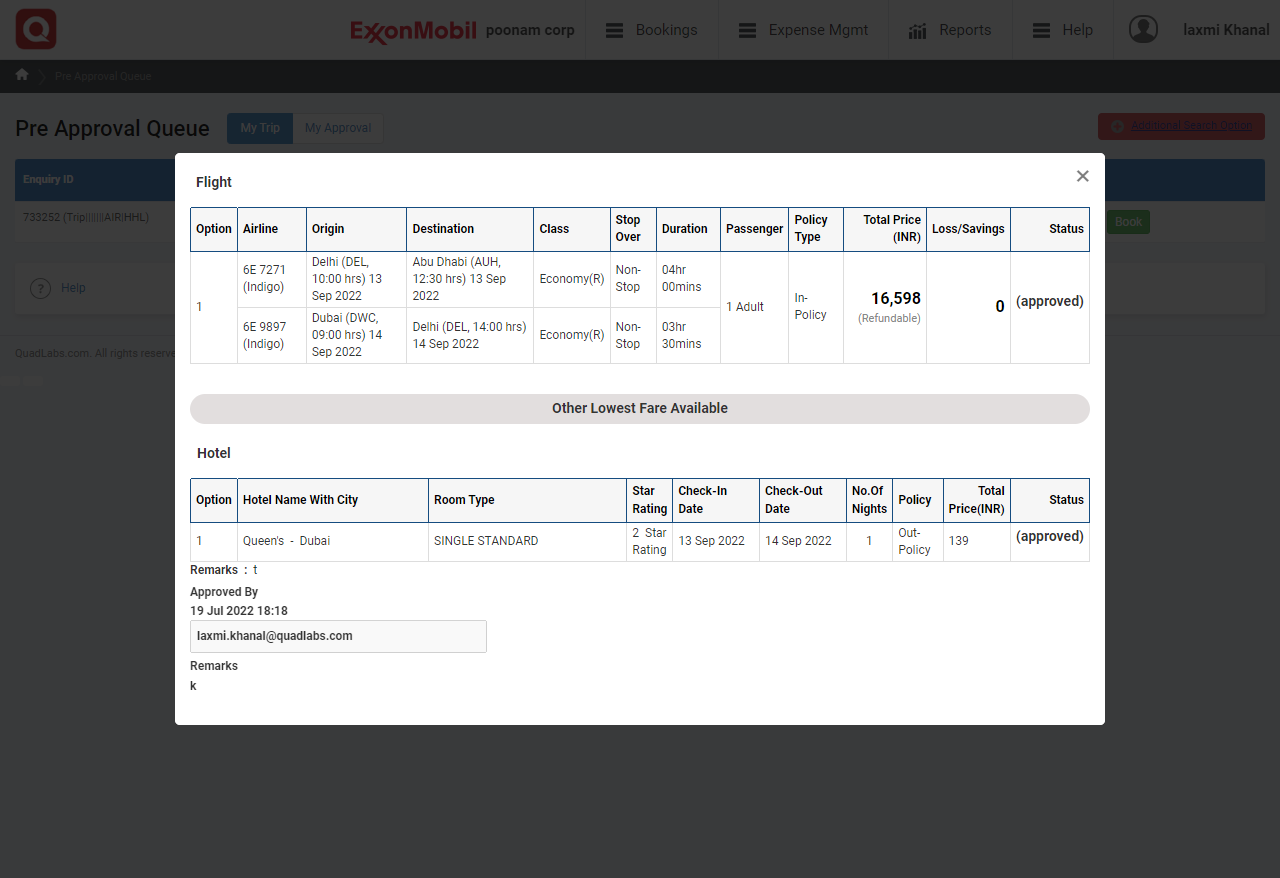 ExxonMobil poonam corp Bookings Expense Mgmt Reports Help laxmi Khanal
Pre Approval Queue
Pre Approval Queue My Trip My Approval Additional Search Option
Enquiry ID
733252 (Trip|||||||AIR|HHL) Book
Help
QuadLabs.com. All rights reserve
Flight ×
Option Airline Origin Destination Class Stop Over Duration Passenger Policy Type Total Price (INR) Loss/Savings Status
1 6E 7271 (Indigo) Delhi (DEL, 10:00 hrs) 13 Sep 2022 Abu Dhabi (AUH, 12:30 hrs) 13 Sep 2022 Economy(R) Non-Stop 04hr 00mins 1 Adult In-Policy 16,598 (Refundable) 0 (approved)
6E 9897 (Indigo) Dubai (DWC, 09:00 hrs) 14 Sep 2022 Delhi (DEL, 14:00 hrs) 14 Sep 2022 Economy(R) Non-Stop 03hr 30mins
Other Lowest Fare Available
Hotel
Option Hotel Name With City Room Type Star Rating Check-In Date Check-Out Date No.Of Nights Policy Total Price(INR) Status
1 Queen's - Dubai SINGLE STANDARD 2 Star Rating 13 Sep 2022 14 Sep 2022 1 Out-Policy 139 (approved)
Remarks : t
Approved By
19 Jul 2022 18:18
laxmi.khanal@quadlabs.com
Remarks
k